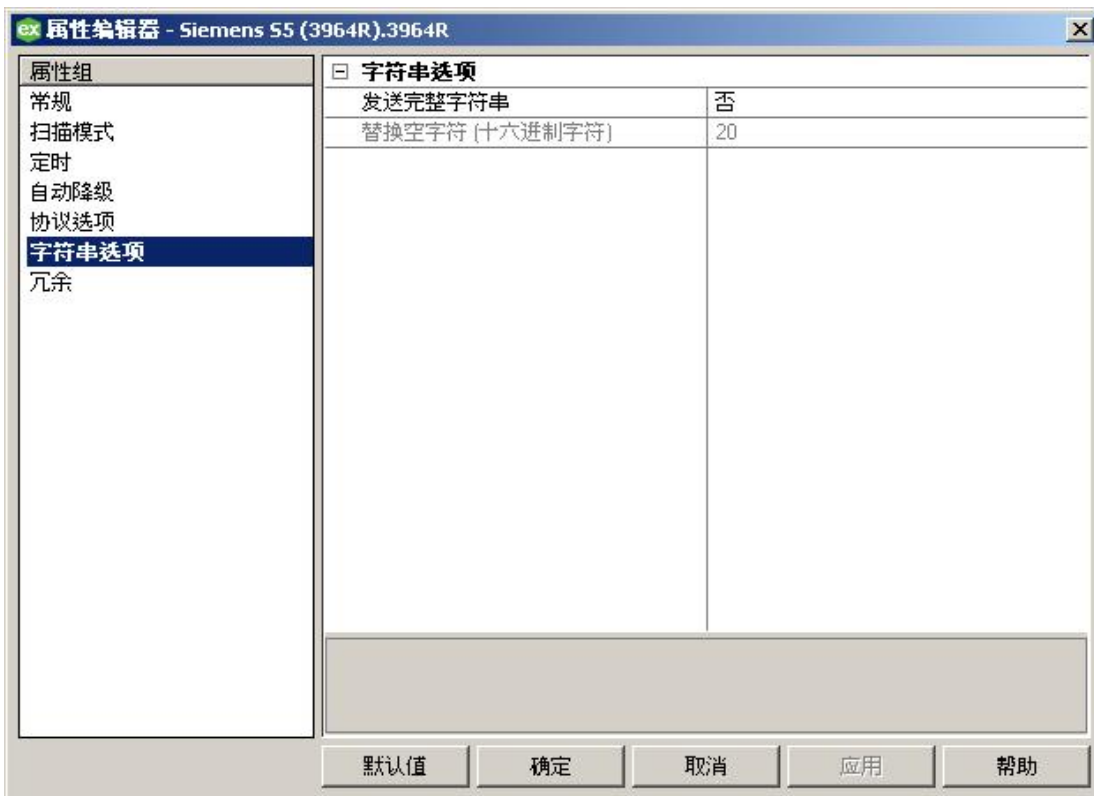 ex 属性编辑器 - Siemens S5 (3964R).3964R
属性组
常规
扫描模式
定时
自动降级
协议选项
字符串选项
冗余
字符串选项
发送完整字符串 否
替换空字符 (十六进制字符) 20
默认值 确定 取消 应用 帮助